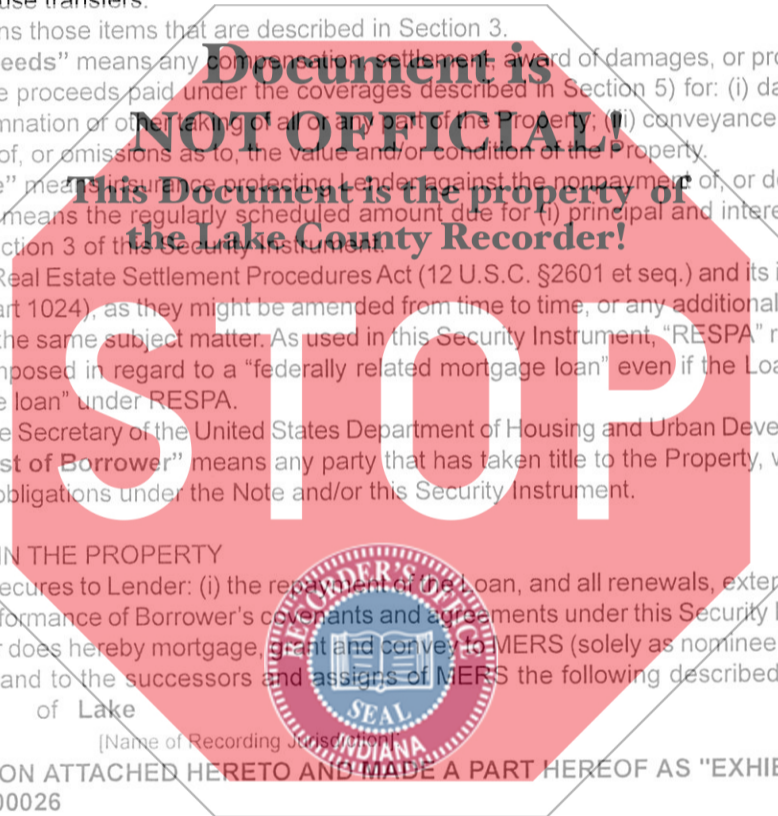 use transfers.
ns those items that are described in Section 3.
eeds” means any compensation, settlement, award of damages, or pro
e proceeds paid under the coverages described in Section 5) for: (i) da
mnation or other taking of all or any part of the Property; (iii) conveyance
of, or omissions as to, the value and/or condition of the Property.
e” means insurance protecting Lender against the nonpayment of, or de
means the regularly scheduled amount due for (i) principal and intere
ction 3 of this Security Instrument.
Real Estate Settlement Procedures Act (12 U.S.C. §2601 et seq.) and its i
art 1024), as they might be amended from time to time, or any additional
the same subject matter. As used in this Security Instrument, “RESPA” r
mposed in regard to a “federally related mortgage loan” even if the Loa
e loan” under RESPA.
e Secretary of the United States Department of Housing and Urban Deve
st of Borrower” means any party that has taken title to the Property, w
obligations under the Note and/or this Security Instrument.
IN THE PROPERTY
ecures to Lender: (i) the repayment of the Loan, and all renewals, exten
formance of Borrower's covenants and agreements under this Security I
r does hereby mortgage, grant and convey to MERS (solely as nominee
and to the successors and assigns of MERS the following described
of Lake
[Name of Recording Jurisdiction]
ON ATTACHED HERETO AND MADE A PART HEREOF AS "EXHIB
00026
Document is
NOT OFFICIAL!
This Document is the property of
the Lake County Recorder!
STOP
RECORDER'S OFFICE
SEAL
INDIANA